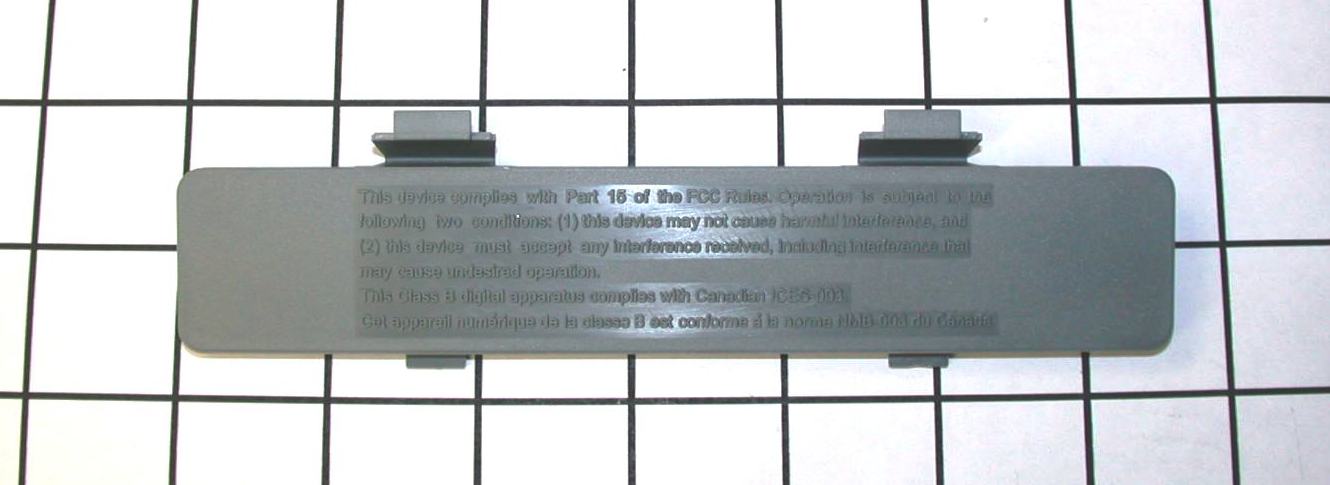 This device complies with Part 15 of the FCC Rules. Operation is subject to the
following two conditions: (1) this device may not cause harmful interference, and
(2) this device must accept any interference received, including interference that
may cause undesired operation.
This Class B digital apparatus complies with Canadian ICES-003.
Cet appareil numérique de la classe B est conforme á la norme NMB-003 du Canada